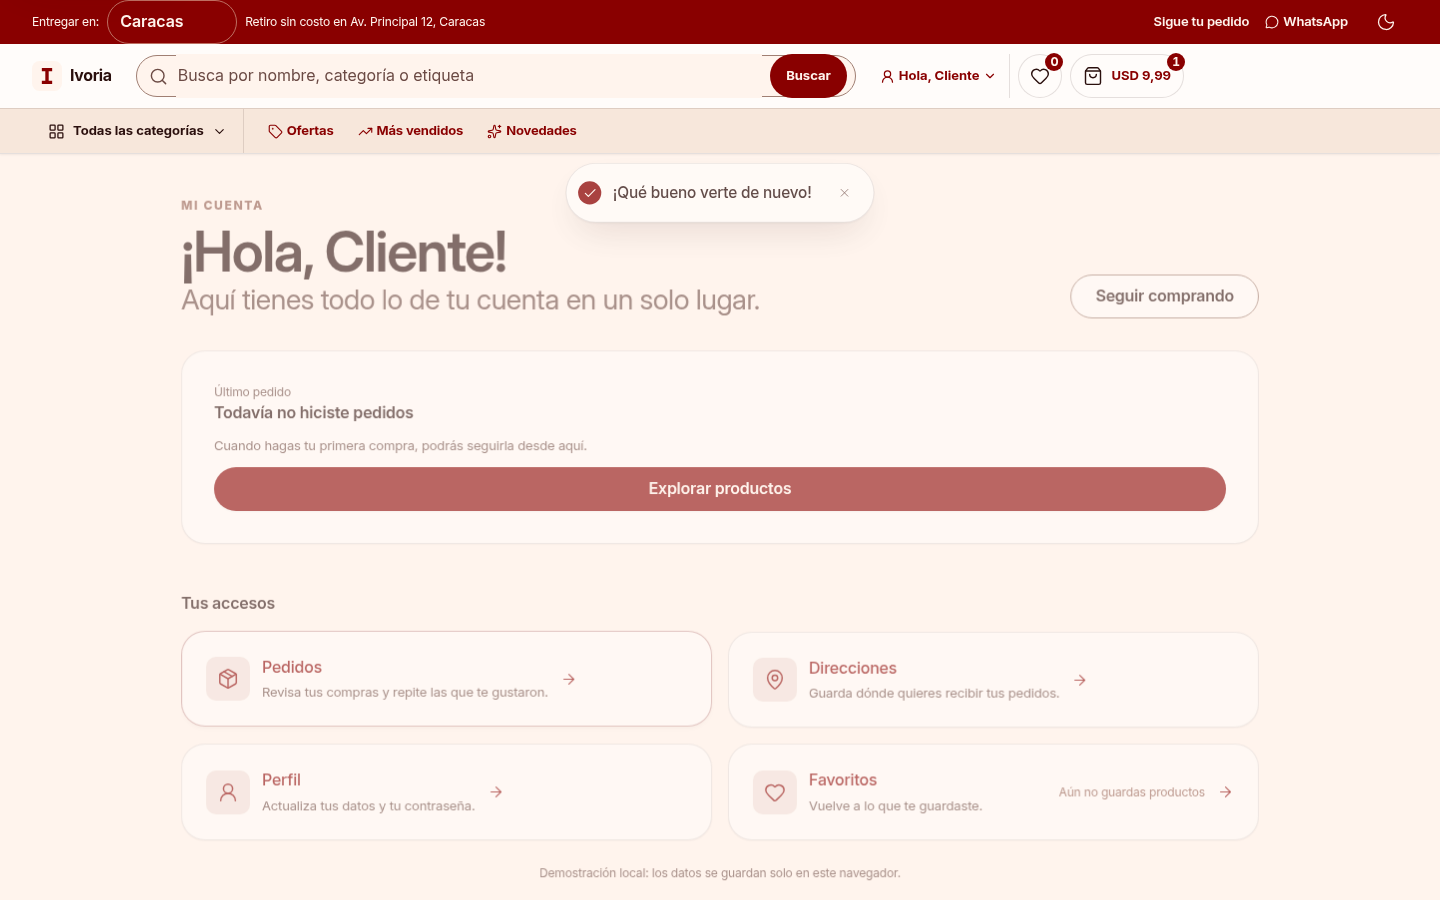 Entregar en: Caracas Retiro sin costo en Av. Principal 12, Caracas Sigue tu pedido WhatsApp
I Ivoria Busca por nombre, categoría o etiqueta Buscar Hola, Cliente 0 USD 9,99 1
Todas las categorías Ofertas Más vendidos Novedades
¡Qué bueno verte de nuevo!
MI CUENTA
¡Hola, Cliente!
Aquí tienes todo lo de tu cuenta en un solo lugar.
Seguir comprando
Último pedido
Todavía no hiciste pedidos
Cuando hagas tu primera compra, podrás seguirla desde aquí.
Explorar productos
Tus accesos
Pedidos
Revisa tus compras y repite las que te gustaron.
Direcciones
Guarda dónde quieres recibir tus pedidos.
Perfil
Actualiza tus datos y tu contraseña.
Favoritos
Vuelve a lo que te guardaste.
Aún no guardas productos
Demostración local: los datos se guardan solo en este navegador.